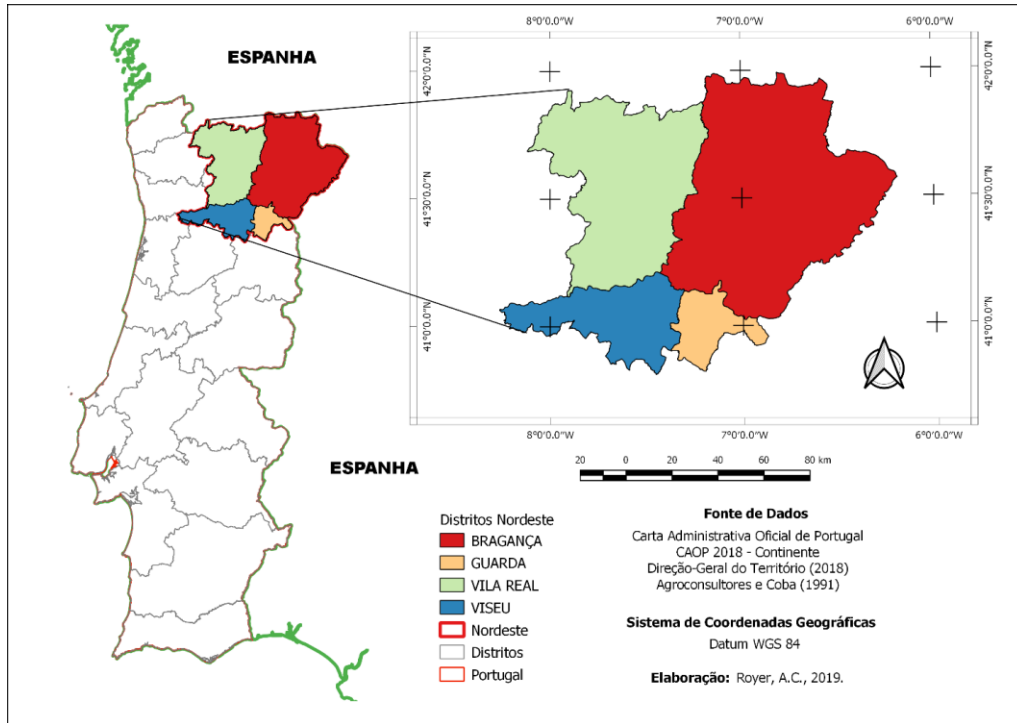 ESPANHA
ESPANHA
8°0'0.0"W
7°0'0.0"W
6°0'0.0"W
42°0'0.0"N
42°0'0.0"N
41°30'0.0"N
41°30'0.0"N
41°0'0.0"N
41°0'0.0"N
8°0'0.0"W
7°0'0.0"W
6°0'0.0"W
20 0 20 40 60 80 km
Distritos Nordeste
BRAGANÇA
GUARDA
VILA REAL
VISEU
Nordeste
Distritos
Portugal
Fonte de Dados
Carta Administrativa Oficial de Portugal
CAOP 2018 - Continente
Direção-Geral do Território (2018)
Agroconsultores e Coba (1991)
Sistema de Coordenadas Geográficas
Datum WGS 84
Elaboração: Royer, A.C., 2019.